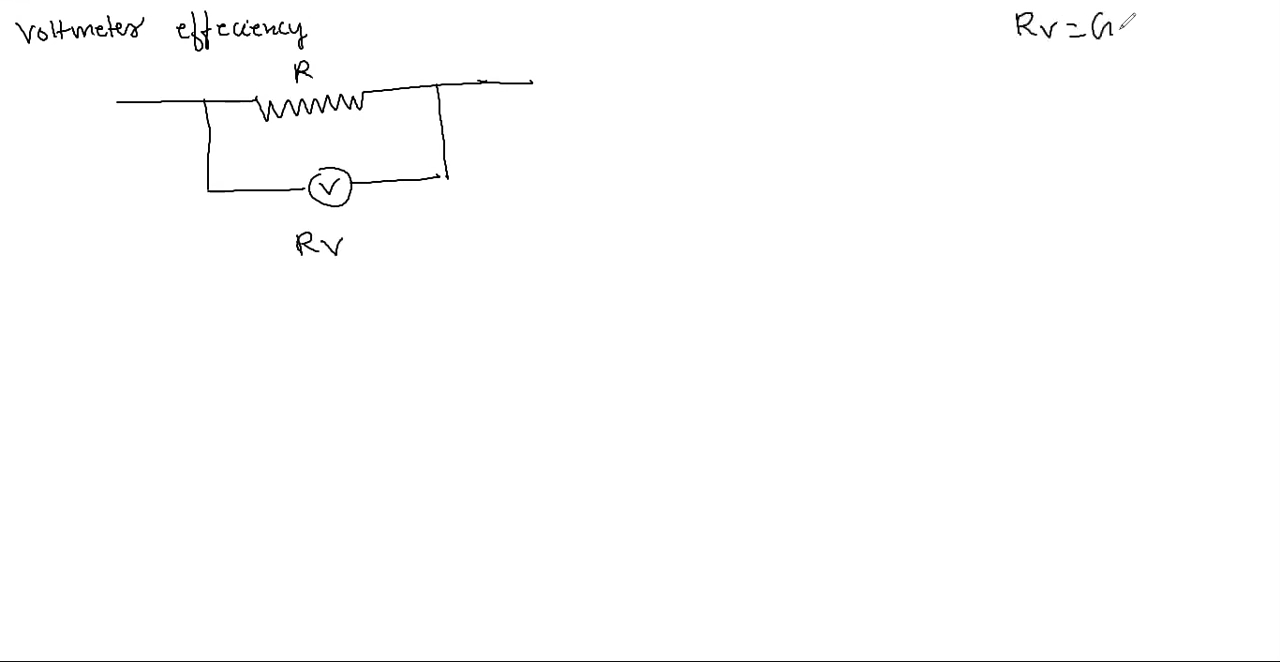 Voltmeter effeciency
Rv = G
R
V
Rv